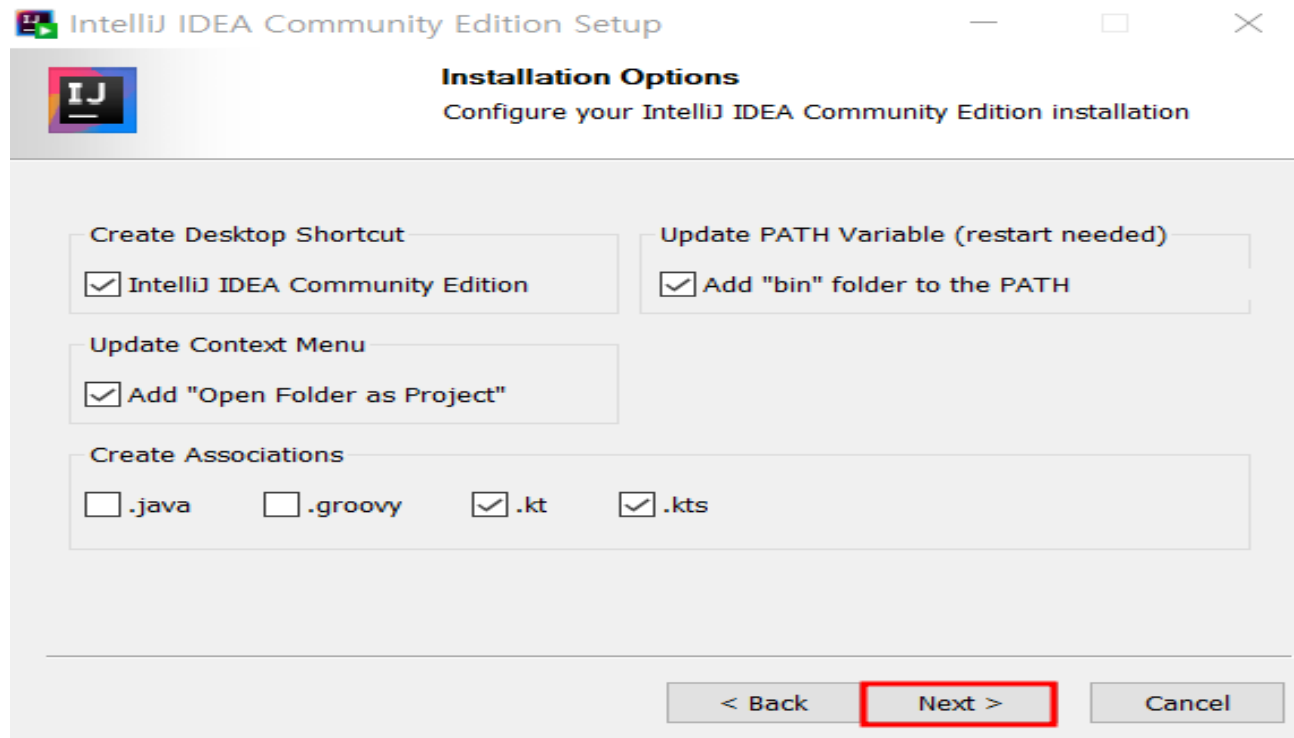 IntelliJ IDEA Community Edition Setup
IJ
Installation Options
Configure your IntelliJ IDEA Community Edition installation
Create Desktop Shortcut
IntelliJ IDEA Community Edition
Update PATH Variable (restart needed)
Add "bin" folder to the PATH
Update Context Menu
Add "Open Folder as Project"
Create Associations
.java .groovy .kt .kts
< Back Next > Cancel